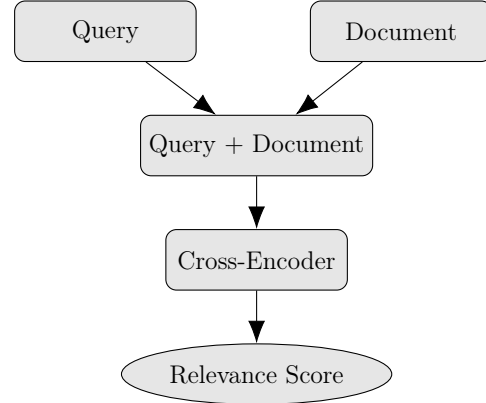 Query
Document
Query + Document
Cross-Encoder
Relevance Score